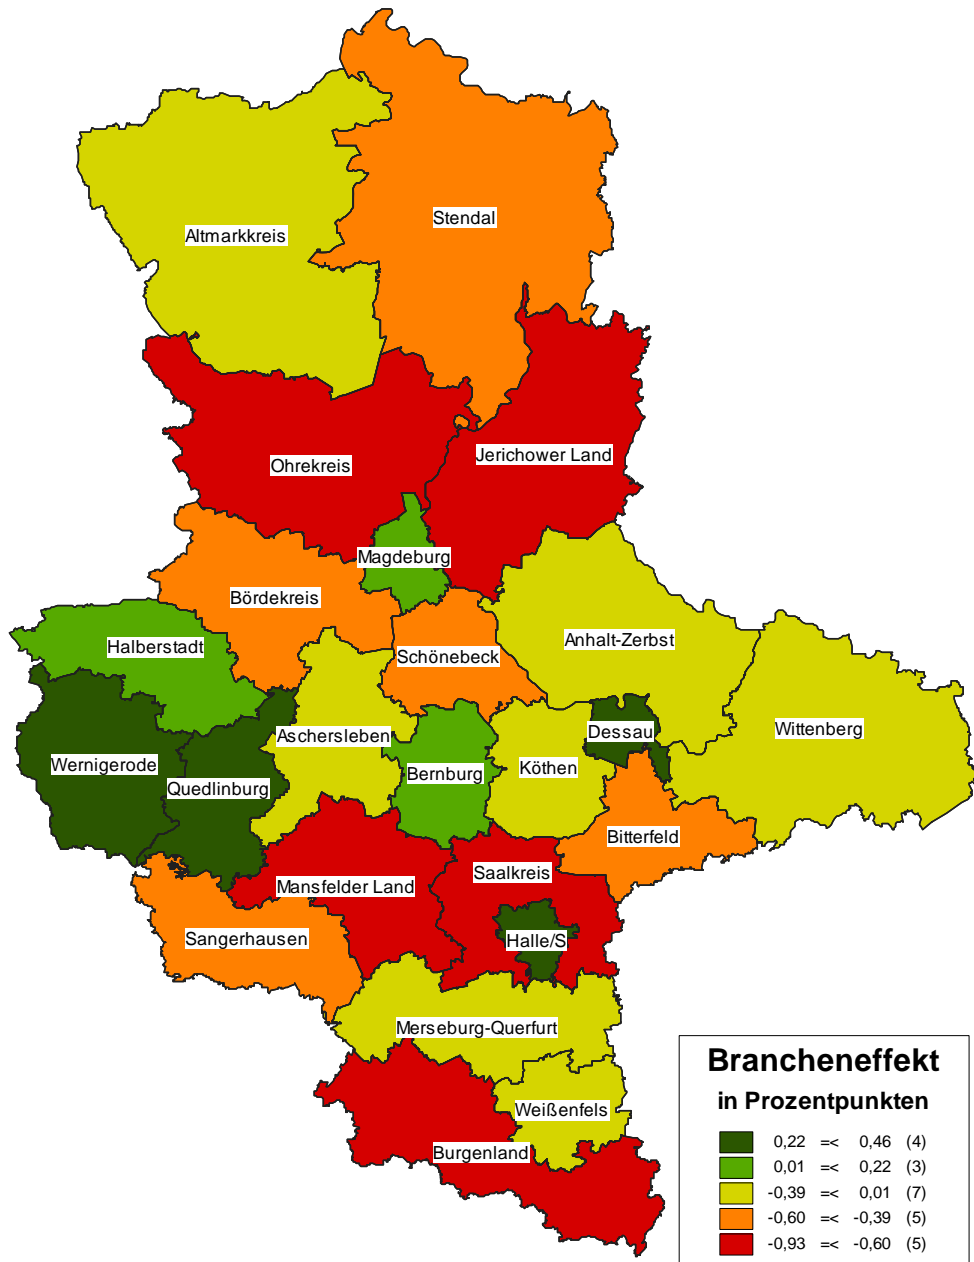 Stendal
Altmarkkreis
Jerichower Land
Ohrekreis
Magdeburg
Bördekreis
Anhalt-Zerbst
Halberstadt
Schönebeck
Wittenberg
Dessau
Aschersleben
Wernigerode
Köthen
Bernburg
Quedlinburg
Bitterfeld
Saalkreis
Mansfelder Land
Sangerhausen
Halle/S
Merseburg-Querfurt
Weißenfels
Burgenland
Brancheneffekt
in Prozentpunkten
0,22 =< 0,46 (4)
0,01 =< 0,22 (3)
-0,39 =< 0,01 (7)
-0,60 =< -0,39 (5)
-0,93 =< -0,60 (5)